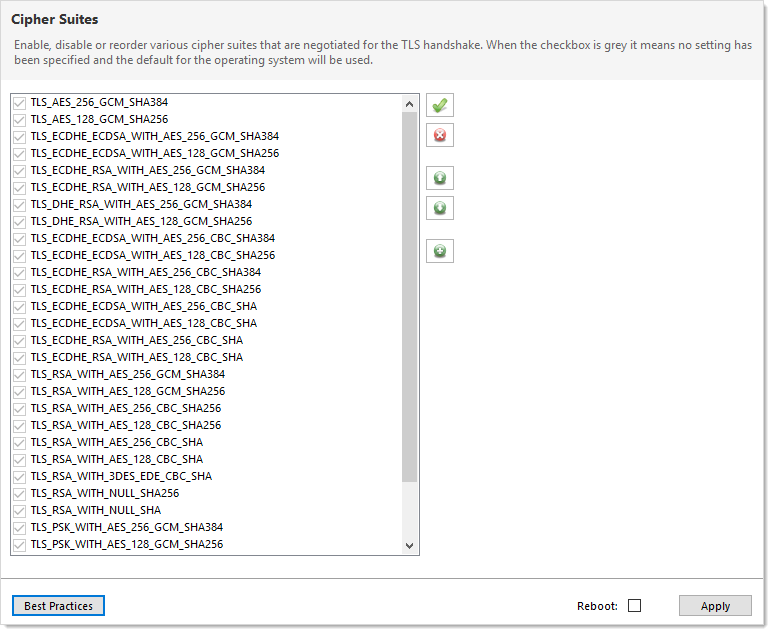 Cipher Suites
Enable, disable or reorder various cipher suites that are negotiated for the TLS handshake. When the checkbox is grey it means no setting has
been specified and the default for the operating system will be used.
TLS_AES_256_GCM_SHA384
TLS_AES_128_GCM_SHA256
TLS_ECDHE_ECDSA_WITH_AES_256_GCM_SHA384
TLS_ECDHE_ECDSA_WITH_AES_128_GCM_SHA256
TLS_ECDHE_RSA_WITH_AES_256_GCM_SHA384
TLS_ECDHE_RSA_WITH_AES_128_GCM_SHA256
TLS_DHE_RSA_WITH_AES_256_GCM_SHA384
TLS_DHE_RSA_WITH_AES_128_GCM_SHA256
TLS_ECDHE_ECDSA_WITH_AES_256_CBC_SHA384
TLS_ECDHE_ECDSA_WITH_AES_128_CBC_SHA256
TLS_ECDHE_RSA_WITH_AES_256_CBC_SHA384
TLS_ECDHE_RSA_WITH_AES_128_CBC_SHA256
TLS_ECDHE_ECDSA_WITH_AES_256_CBC_SHA
TLS_ECDHE_ECDSA_WITH_AES_128_CBC_SHA
TLS_ECDHE_RSA_WITH_AES_256_CBC_SHA
TLS_ECDHE_RSA_WITH_AES_128_CBC_SHA
TLS_RSA_WITH_AES_256_GCM_SHA384
TLS_RSA_WITH_AES_128_GCM_SHA256
TLS_RSA_WITH_AES_256_CBC_SHA256
TLS_RSA_WITH_AES_128_CBC_SHA256
TLS_RSA_WITH_AES_256_CBC_SHA
TLS_RSA_WITH_AES_128_CBC_SHA
TLS_RSA_WITH_3DES_EDE_CBC_SHA
TLS_RSA_WITH_NULL_SHA256
TLS_RSA_WITH_NULL_SHA
TLS_PSK_WITH_AES_256_GCM_SHA384
TLS_PSK_WITH_AES_128_GCM_SHA256
Best Practices
Reboot:
Apply